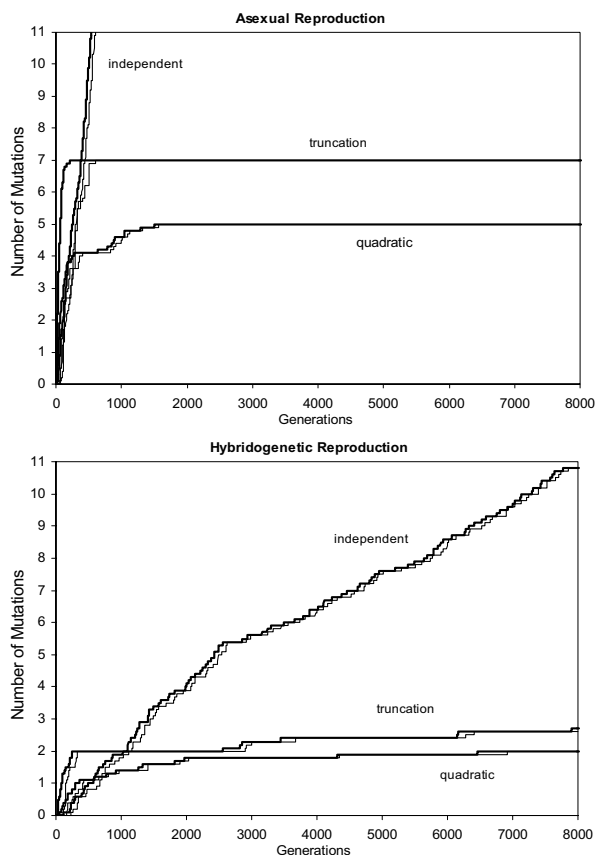 Asexual Reproduction
11
10
9
8
7
6
5
4
3
2
1
0
Number of Mutations
independent
truncation
quadratic
0 1000 2000 3000 4000 5000 6000 7000 8000
Generations
Hybridogenetic Reproduction
11
10
9
8
7
6
5
4
3
2
1
0
Number of Mutations
independent
truncation
quadratic
0 1000 2000 3000 4000 5000 6000 7000 8000
Generations